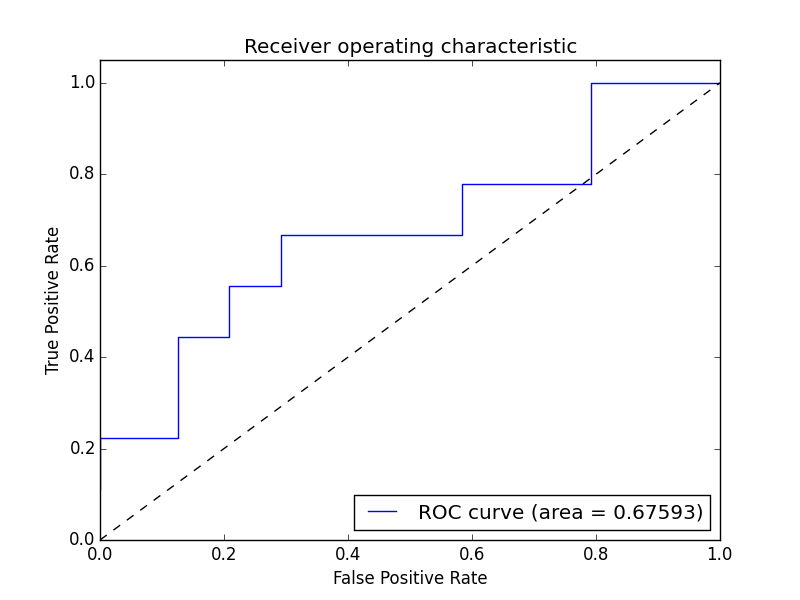 Receiver operating characteristic
1.0
0.8
0.6
0.4
0.2
0.0
True Positive Rate
ROC curve (area = 0.67593)
0.0 0.2 0.4 0.6 0.8 1.0
False Positive Rate